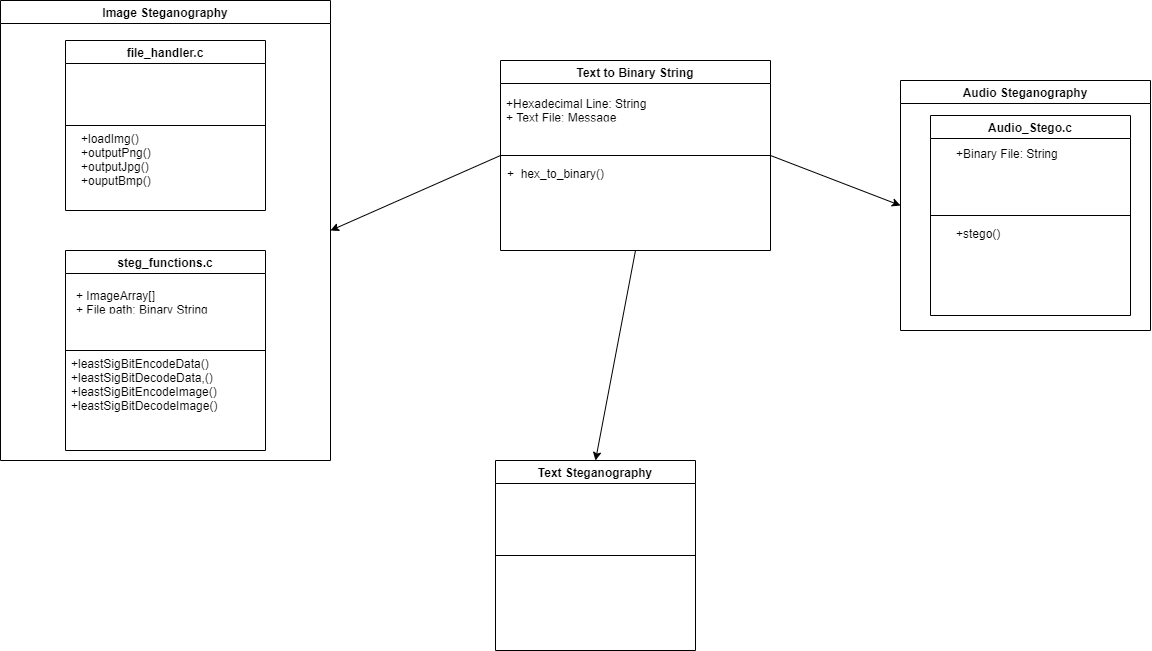 Image Steganography
file_handler.c
+loadImg()
+outputPng()
+outputJpg()
+ouputBmp()
steg_functions.c
+ ImageArray[]
+ File path: Binary String
+leastSigBitEncodeData()
+leastSigBitDecodeData,()
+leastSigBitEncodeImage()
+leastSigBitDecodeImage()
Text to Binary String
+Hexadecimal Line: String
+ Text File: Message
+ hex_to_binary()
Audio Steganography
Audio_Stego.c
+Binary File: String
+stego()
Text Steganography